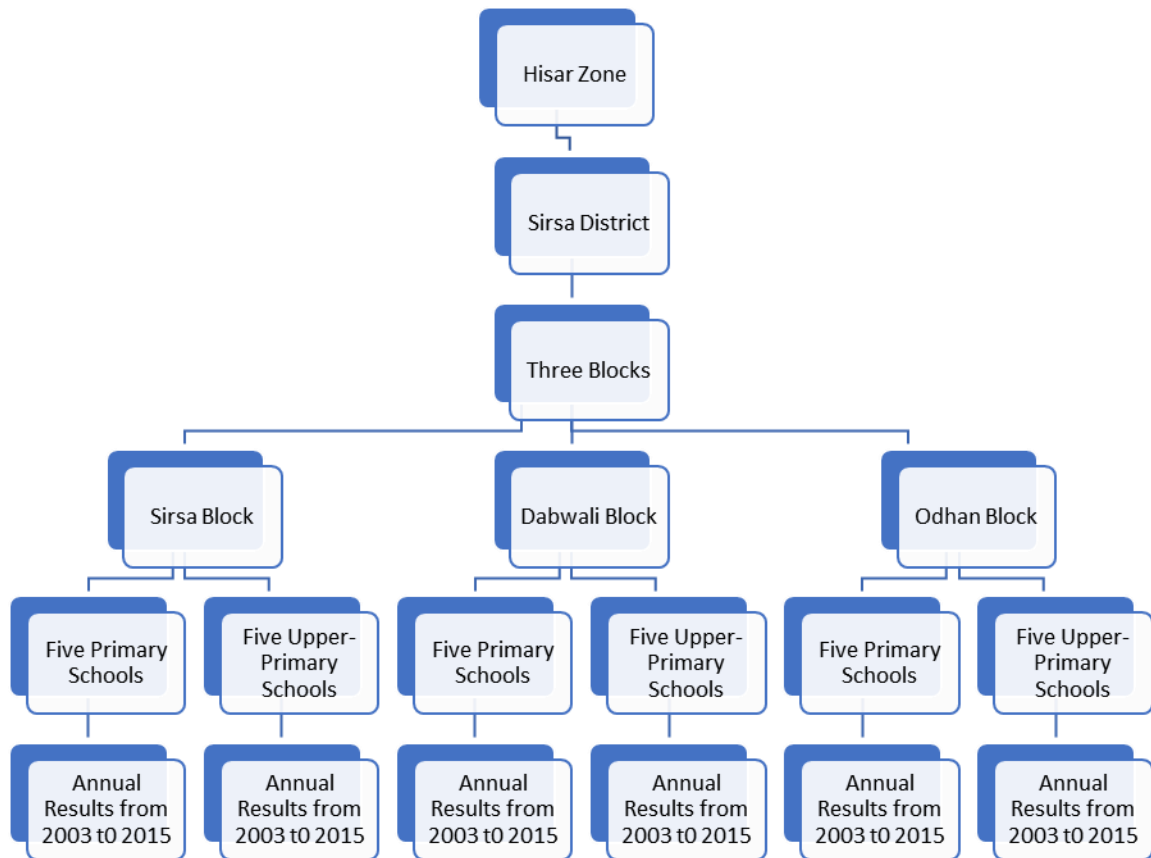 Hisar Zone
Sirsa District
Three Blocks
Sirsa Block
Dabwali Block
Odhan Block
Five Primary
Schools
Five Upper-
Primary
Schools
Five Primary
Schools
Five Upper-
Primary
Schools
Five Primary
Schools
Five Upper-
Primary
Schools
Annual
Results from
2003 t0 2015
Annual
Results from
2003 t0 2015
Annual
Results from
2003 t0 2015
Annual
Results from
2003 t0 2015
Annual
Results from
2003 t0 2015
Annual
Results from
2003 t0 2015